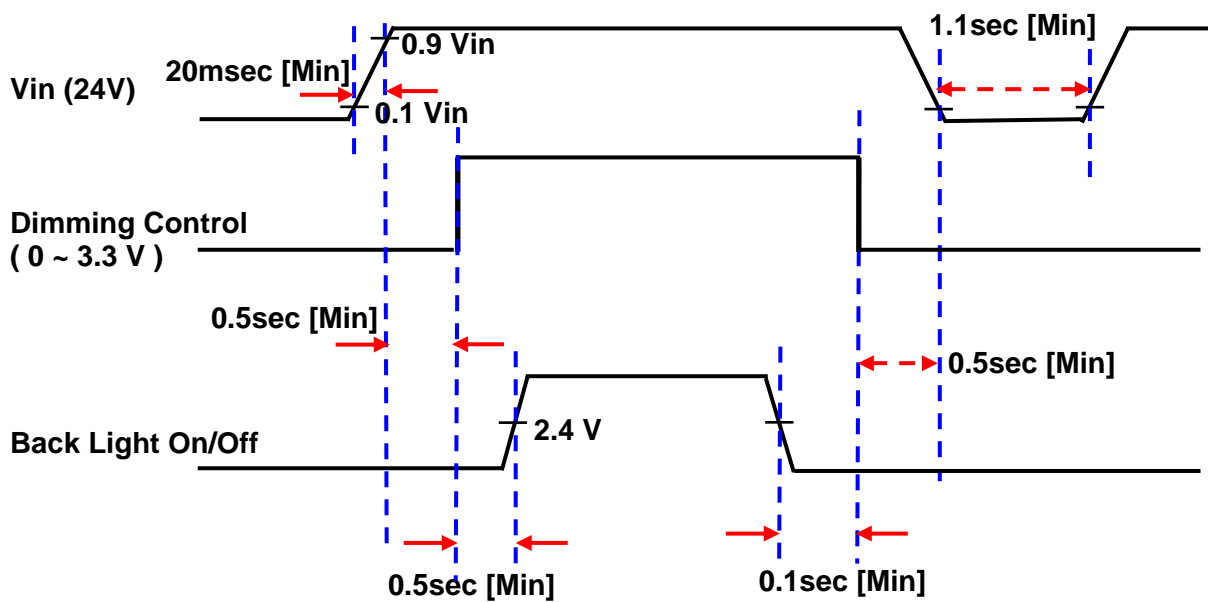 1.1sec [Min]
0.9 Vin
20msec [Min]
Vin (24V)
0.1 Vin
Dimming Control
( 0 ~ 3.3 V )
0.5sec [Min]
0.5sec [Min]
2.4 V
Back Light On/Off
0.5sec [Min]
0.1sec [Min]